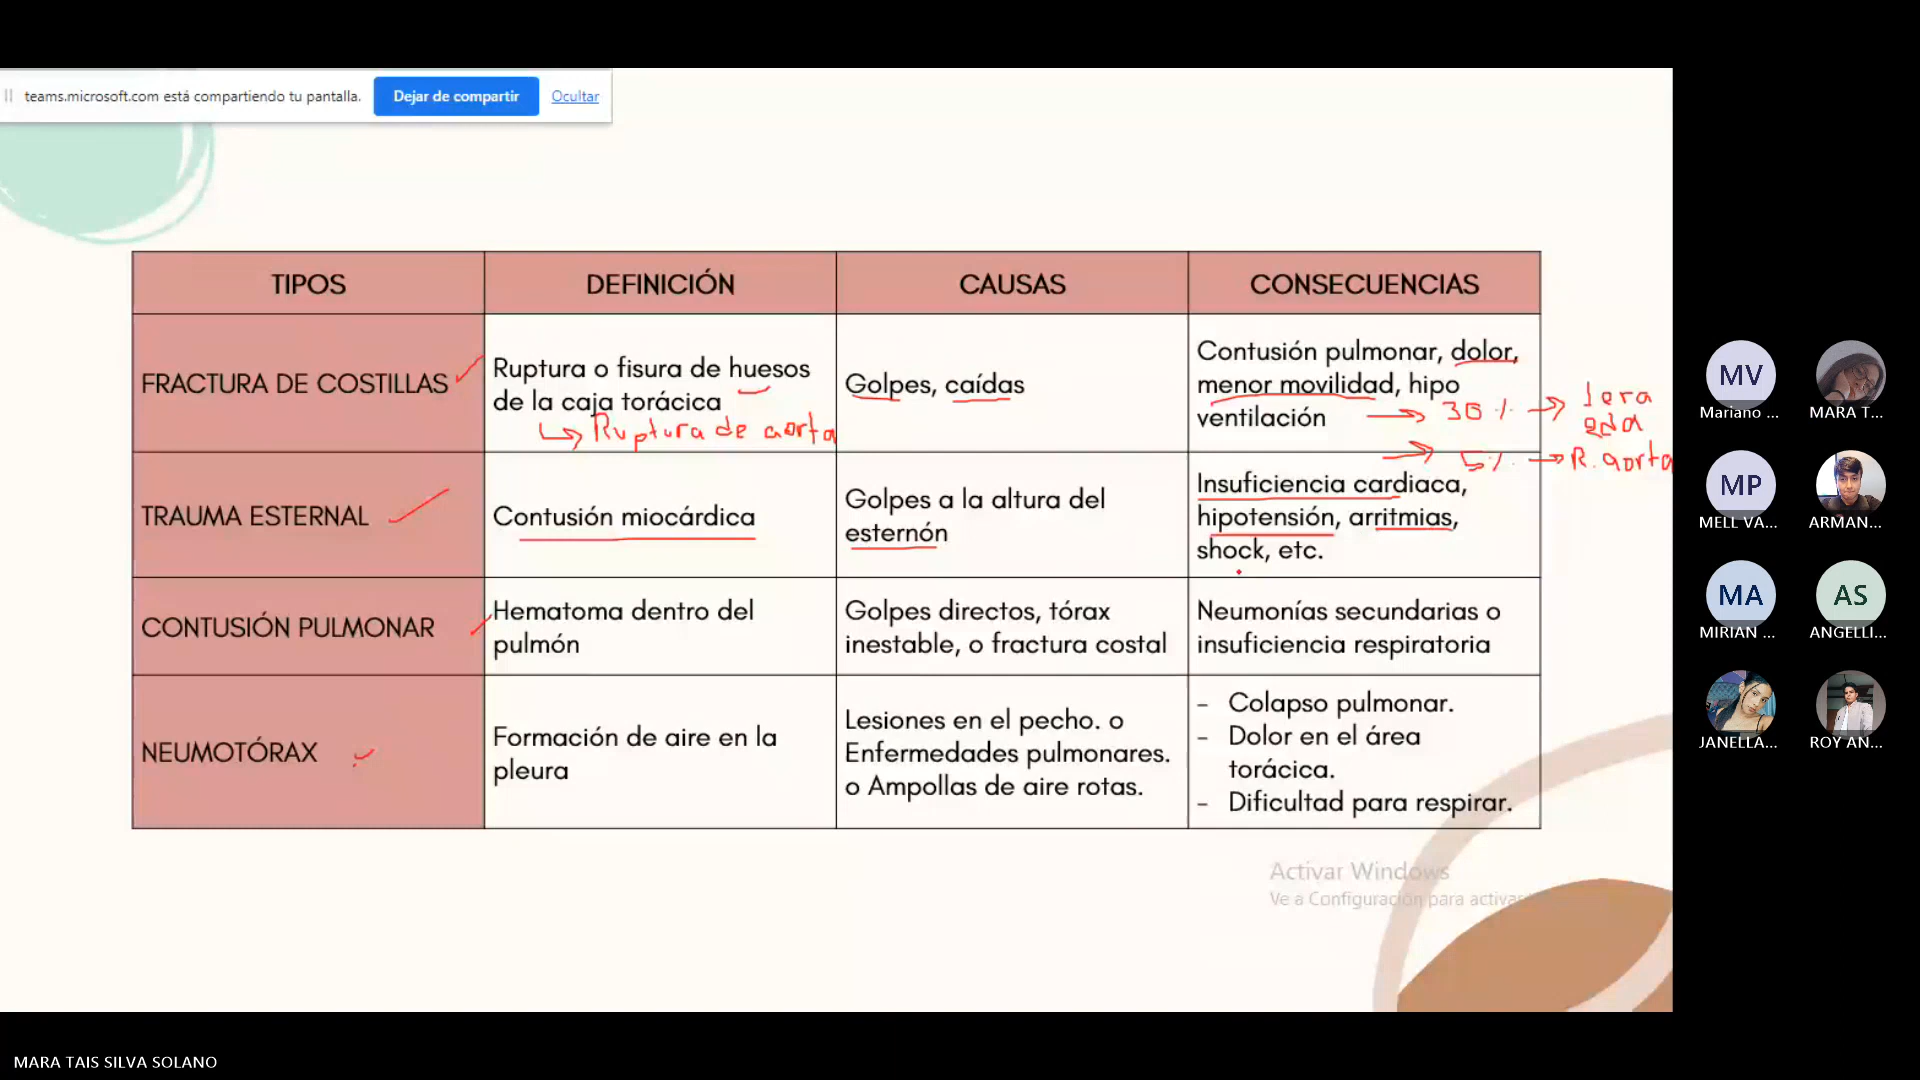 teams.microsoft.com está compartiendo tu pantalla.
Dejar de compartir
Ocultar
TIPOS
DEFINICIÓN
CAUSAS
CONSECUENCIAS
FRACTURA DE COSTILLAS
Ruptura o fisura de huesos
de la caja torácica
Ruptura de aorta
Golpes, caídas
Contusión pulmonar, dolor,
menor movilidad, hipo
ventilación
30 %
1era
2da
5%
R. aorta
TRAUMA ESTERNAL
Contusión miocárdica
Golpes a la altura del
esternón
Insuficiencia cardiaca,
hipotensión, arritmias,
shock, etc.
CONTUSIÓN PULMONAR
Hematoma dentro del
pulmón
Golpes directos, tórax
inestable, o fractura costal
Neumonías secundarias o
insuficiencia respiratoria
NEUMOTÓRAX
Formación de aire en la
pleura
Lesiones en el pecho. o
Enfermedades pulmonares.
o Ampollas de aire rotas.
- Colapso pulmonar.
- Dolor en el área
torácica.
- Dificultad para respirar.
Activar Windows
Ve a Configuración para activar
MV
Mariano ...
MARA T...
MP
MELL VA...
ARMAN...
MA
MIRIAN ...
AS
ANGELLI...
JANELLA...
ROY AN...
MARA TAIS SILVA SOLANO